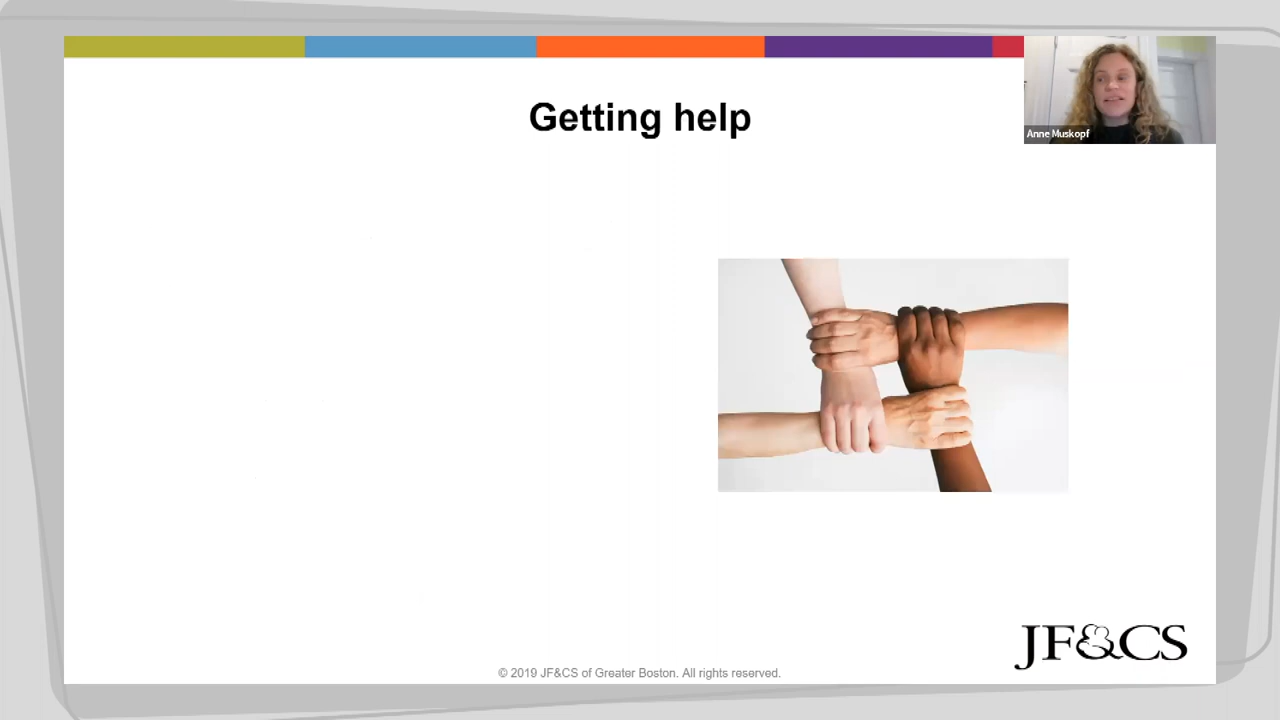 Getting help
Anne Muskopf
JF&CS
© 2019 JF&CS of Greater Boston. All rights reserved.